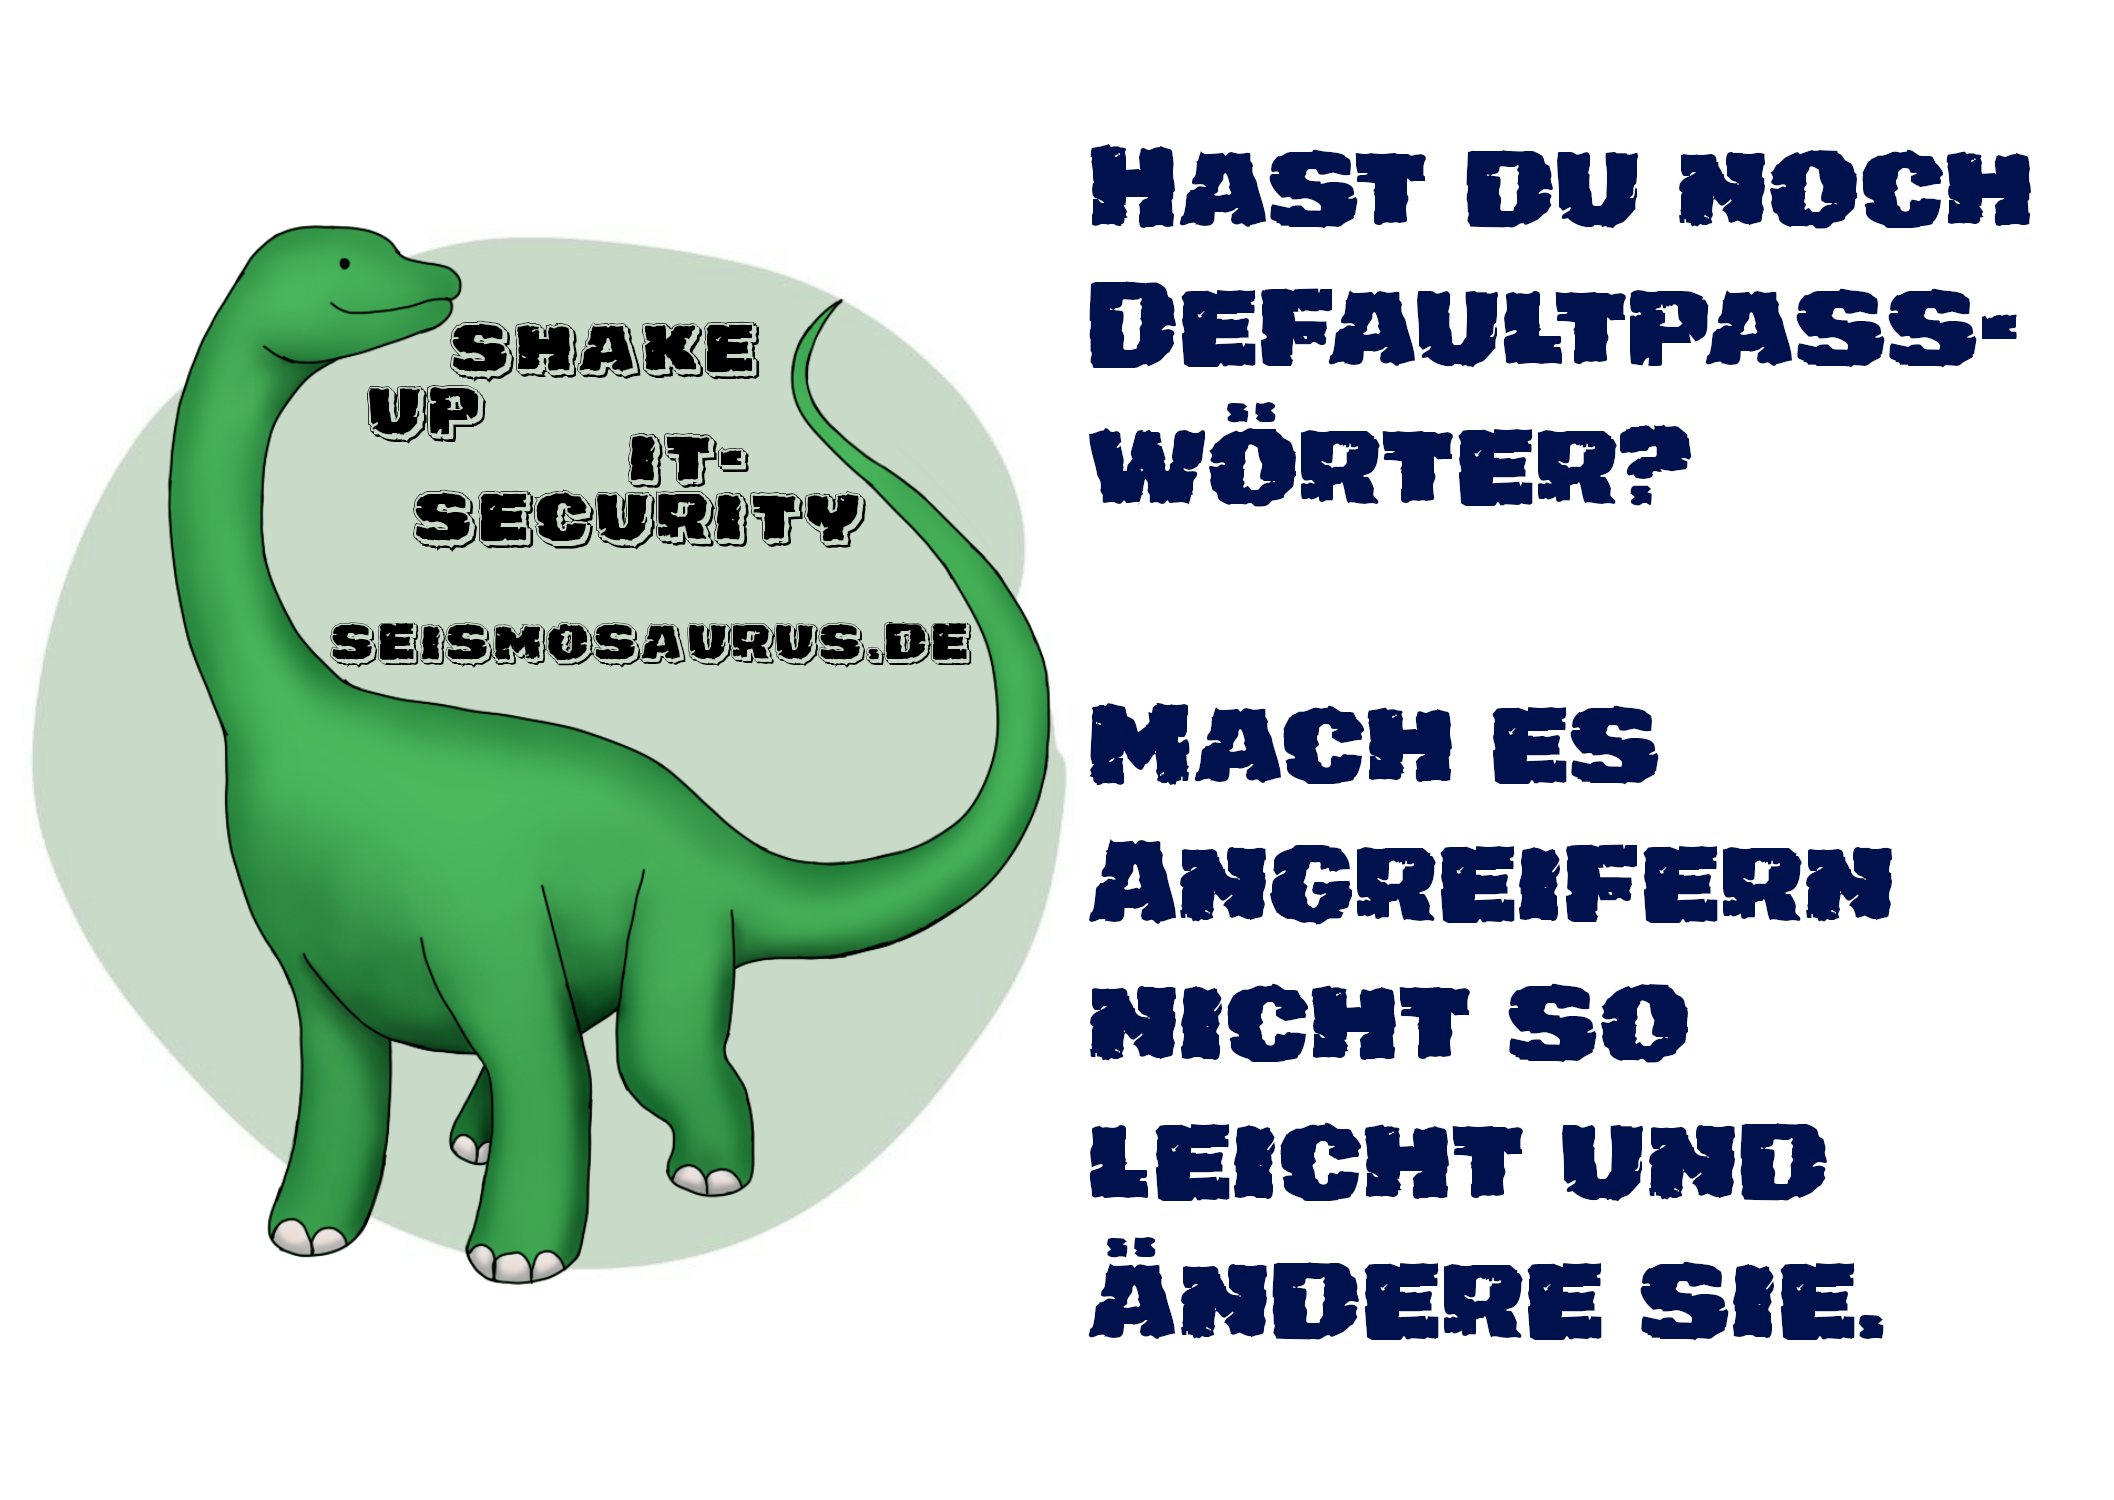 Shake
up
IT-
Security
seismosaurus.de
Hast du noch
Defaultpass-
wörter?
Mach es
Angreifern
nicht so
leicht und
Ändere sie.